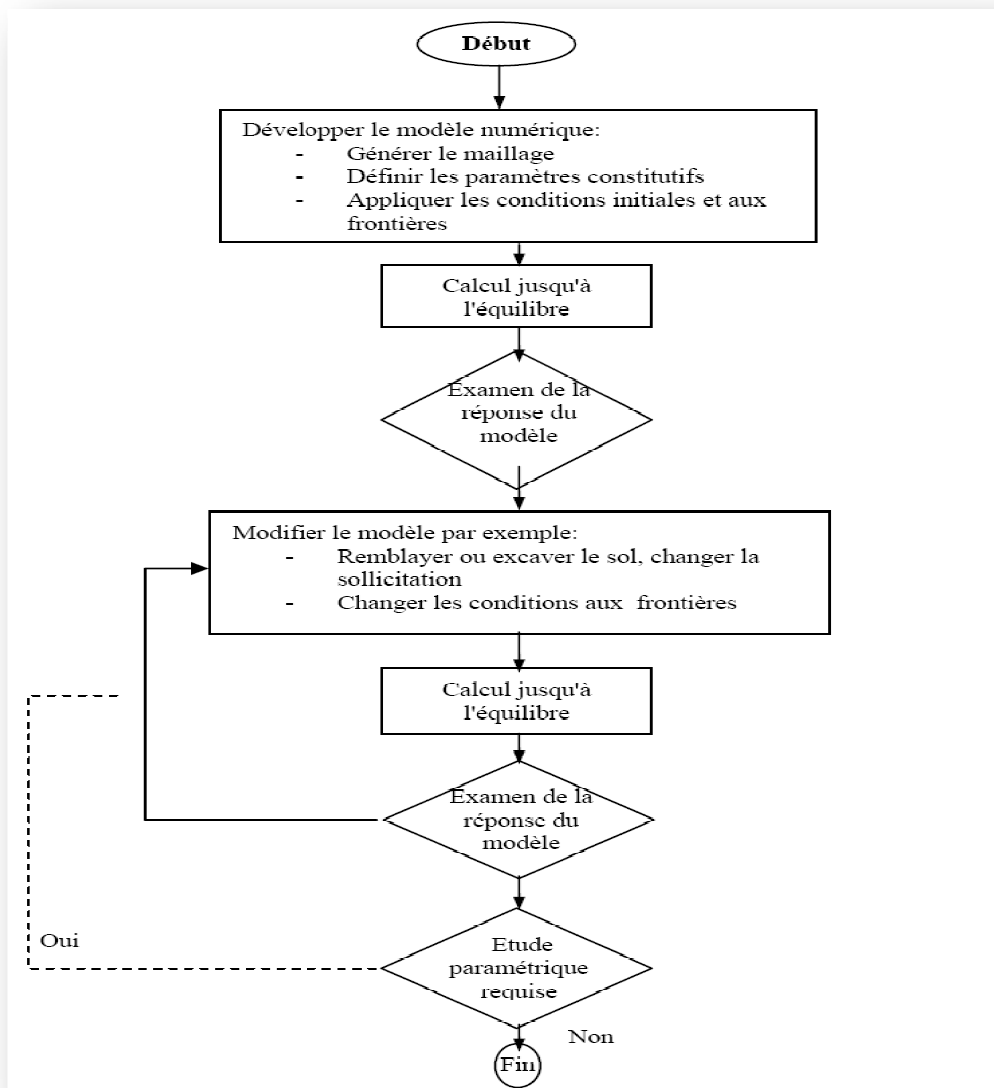 Début
Développer le modèle numérique:
- Générer le maillage
- Définir les paramètres constitutifs
- Appliquer les conditions initiales et aux
frontières
Calcul jusqu'à
l'équilibre
Examen de la
réponse du
modèle
Modifier le modèle par exemple:
- Remblayer ou excaver le sol, changer la
sollicitation
- Changer les conditions aux frontières
Calcul jusqu'à
l'équilibre
Examen de la
réponse du
modèle
Oui
Etude
paramétrique
requise
Non
Fin